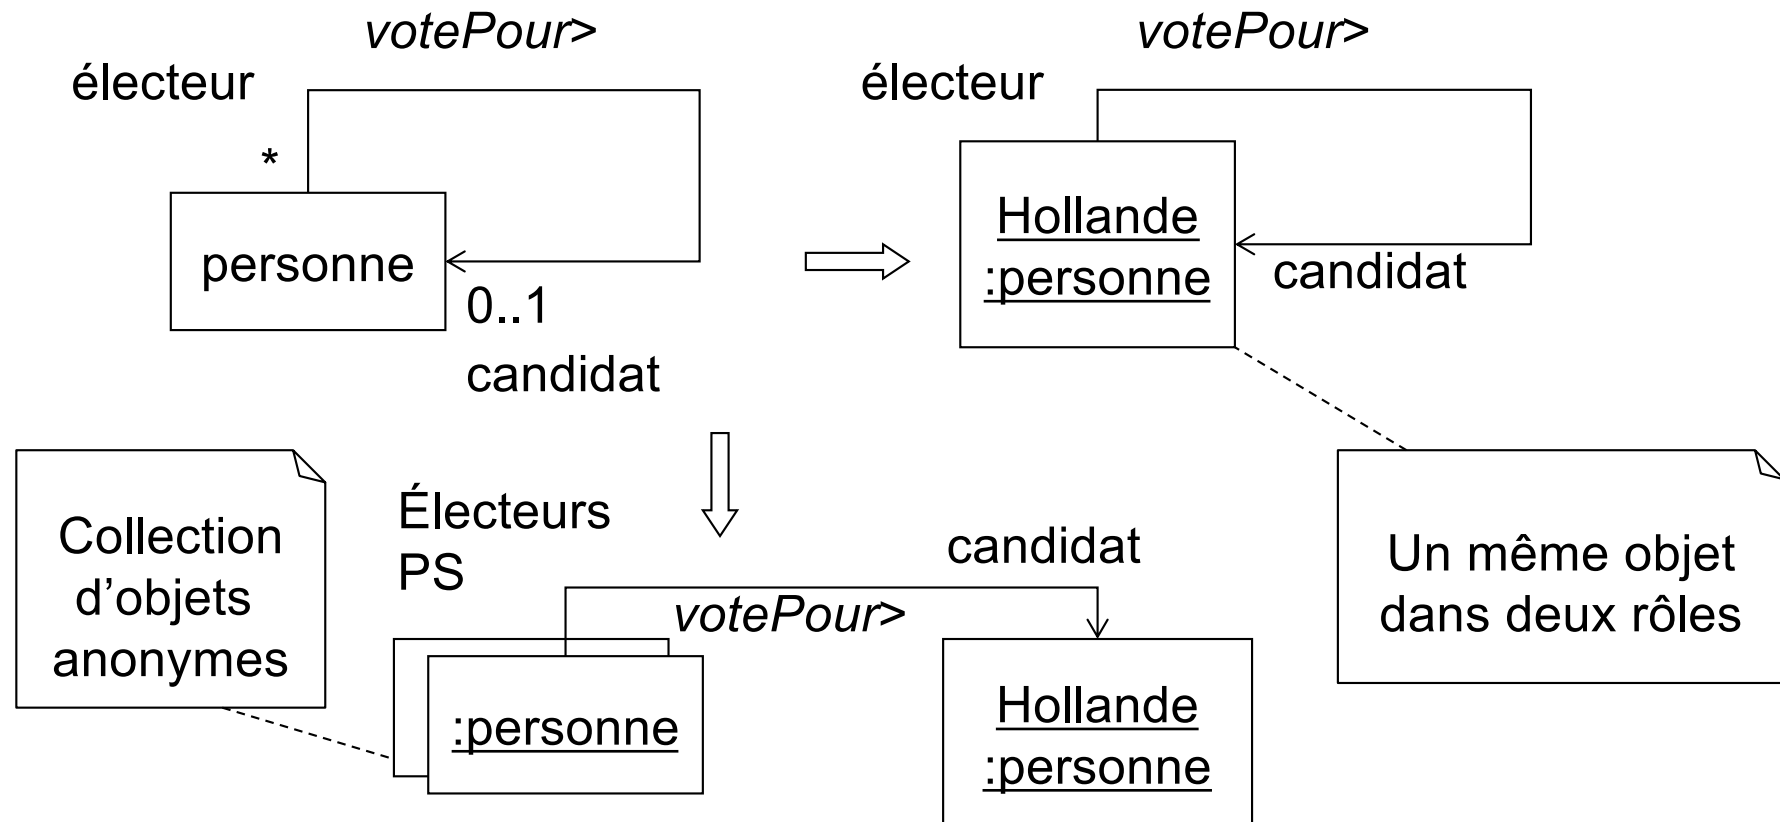 votePour>
électeur
*
personne
0..1
candidat
votePour>
électeur
Hollande
:personne
candidat
Collection
d’objets
anonymes
Électeurs
PS
candidat
votePour>
:personne
Hollande
:personne
Un même objet
dans deux rôles